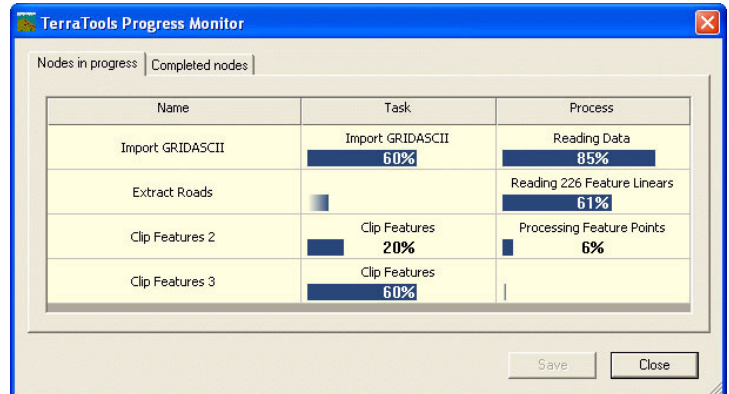 TerraTools Progress Monitor
Nodes in progress
Completed nodes
Name
Task
Process
Import GRIDASCII
Import GRIDASCII
60%
Reading Data
85%
Extract Roads
Reading 226 Feature Linears
61%
Clip Features 2
Clip Features
20%
Processing Feature Points
6%
Clip Features 3
Clip Features
60%
Save
Close